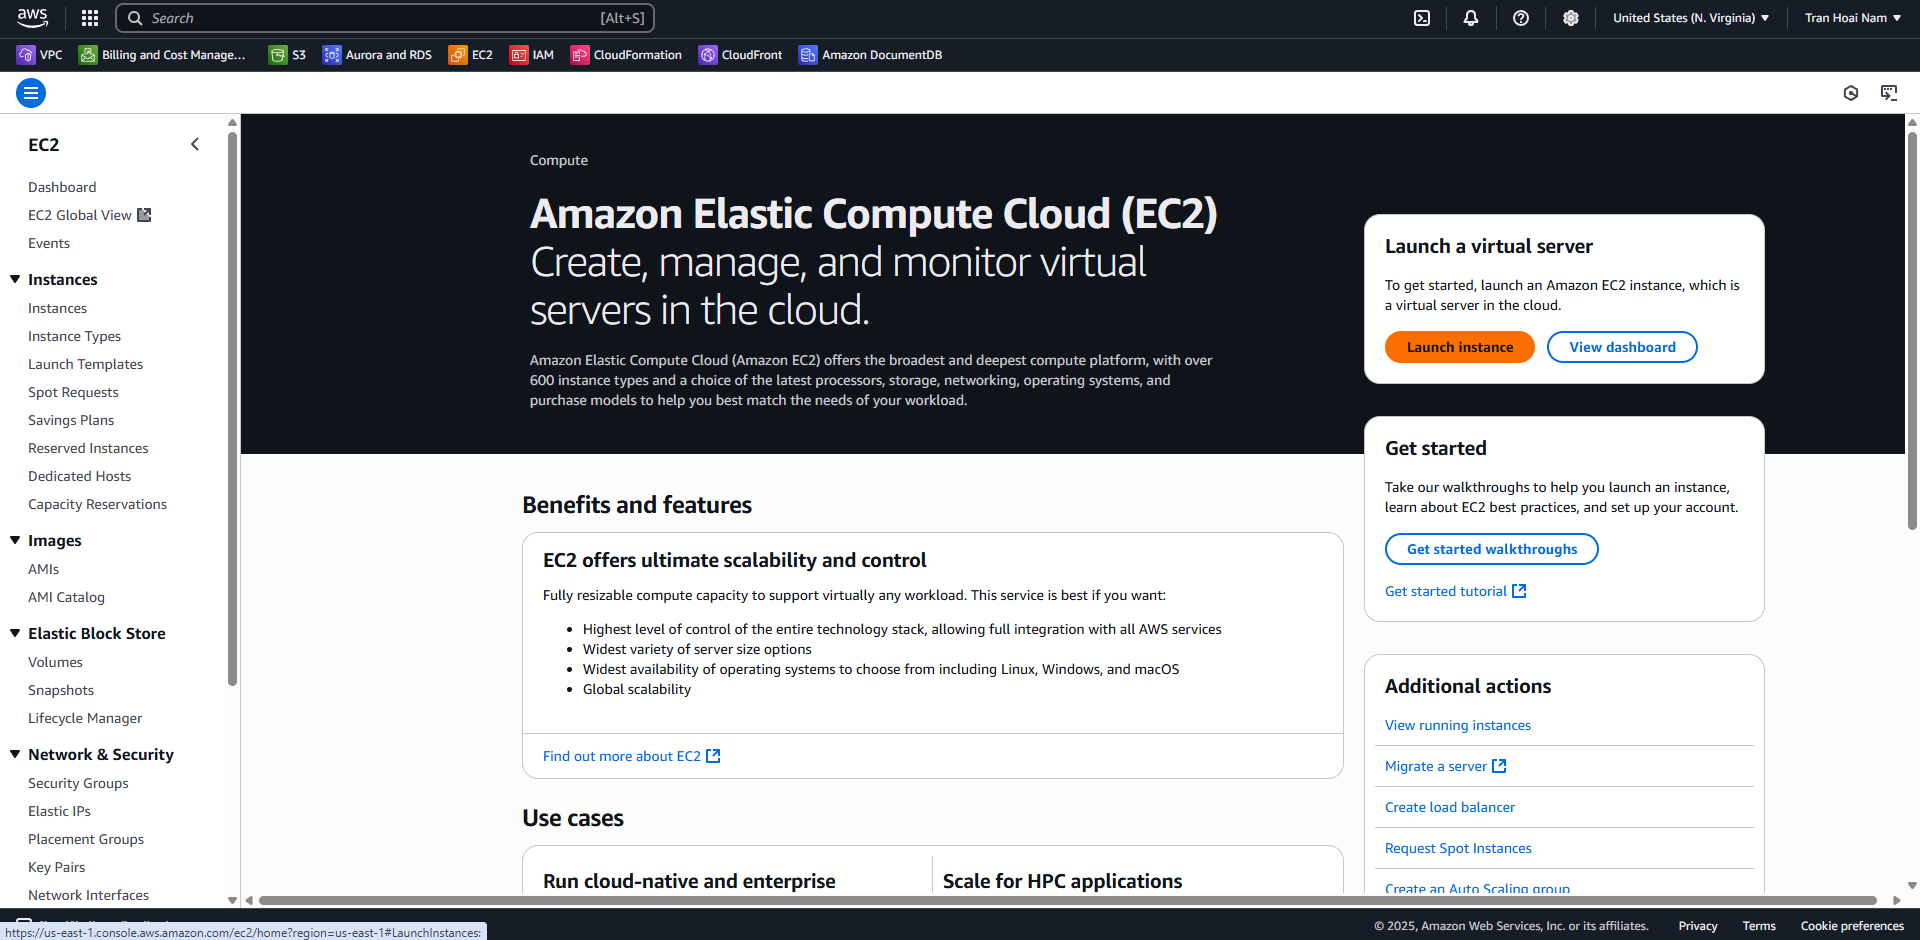 aws
Search
[Alt+S]
United States (N. Virginia)
Tran Hoai Nam
VPC
Billing and Cost Manage...
S3
Aurora and RDS
EC2
IAM
CloudFormation
CloudFront
Amazon DocumentDB
EC2
Dashboard
EC2 Global View
Events
Instances
Instances
Instance Types
Launch Templates
Spot Requests
Savings Plans
Reserved Instances
Dedicated Hosts
Capacity Reservations
Images
AMIs
AMI Catalog
Elastic Block Store
Volumes
Snapshots
Lifecycle Manager
Network & Security
Security Groups
Elastic IPs
Placement Groups
Key Pairs
Network Interfaces
Compute
Amazon Elastic Compute Cloud (EC2)
Create, manage, and monitor virtual
servers in the cloud.
Amazon Elastic Compute Cloud (Amazon EC2) offers the broadest and deepest compute platform, with over
600 instance types and a choice of the latest processors, storage, networking, operating systems, and
purchase models to help you best match the needs of your workload.
Benefits and features
EC2 offers ultimate scalability and control
Fully resizable compute capacity to support virtually any workload. This service is best if you want:
• Highest level of control of the entire technology stack, allowing full integration with all AWS services
• Widest variety of server size options
• Widest availability of operating systems to choose from including Linux, Windows, and macOS
• Global scalability
Find out more about EC2
Use cases
Run cloud-native and enterprise
Scale for HPC applications
Launch a virtual server
To get started, launch an Amazon EC2 instance, which is
a virtual server in the cloud.
Launch instance
View dashboard
Get started
Take our walkthroughs to help you launch an instance,
learn about EC2 best practices, and set up your account.
Get started walkthroughs
Get started tutorial
Additional actions
View running instances
Migrate a server
Create load balancer
Request Spot Instances
Create an Auto Scaling group
https://us-east-1.console.aws.amazon.com/ec2/home?region=us-east-1#LaunchInstances:
© 2025, Amazon Web Services, Inc. or its affiliates.
Privacy
Terms
Cookie preferences